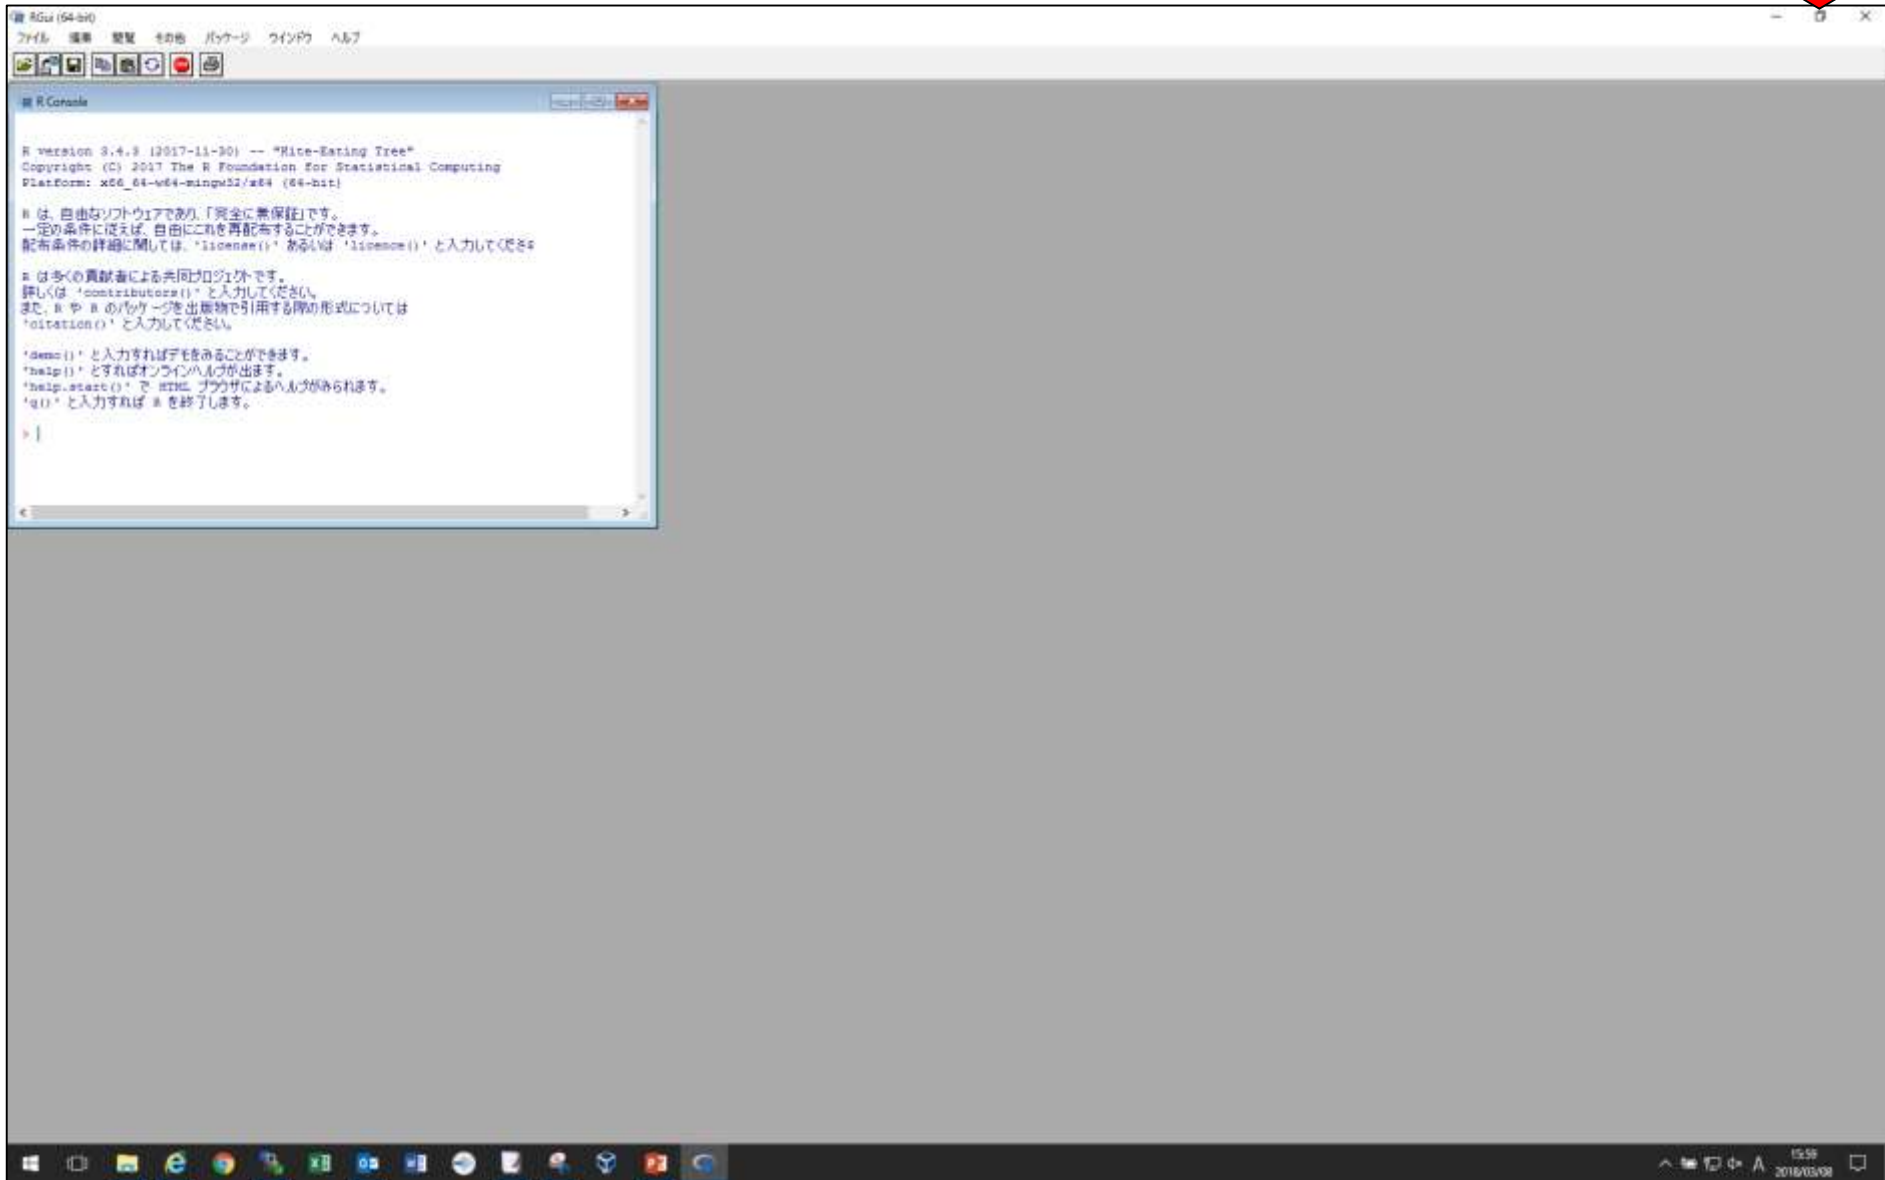 RGui (64-bit)
ファイル 編集 閲覧 その他 パッケージ ウインドウ ヘルプ
R Console
R version 3.4.3 (2017-11-30) -- "Kite-Eating Tree"
Copyright (C) 2017 The R Foundation for Statistical Computing
Platform: x86_64-w64-mingw32/x64 (64-bit)
R は、自由なソフトウェアであり、「完全に無保証」です。
一定の条件に従えば、自由にこれを再配布することができます。
配布条件の詳細に関しては、'license()' あるいは 'licence()' と入力してくださ
R は多くの貢献者による共同プロジェクトです。
詳しくは 'contributors()' と入力してください。
また、R や R のパッケージを出版物で引用する際の形式については
'citation()' と入力してください。
'demo()' と入力すればデモをみることができます。
'help()' とすればオンラインヘルプが出ます。
'help.start()' で HTML ブラウザによるヘルプがみられます。
'q()' と入力すれば R を終了します。
>
A
15:59
2018/03/08